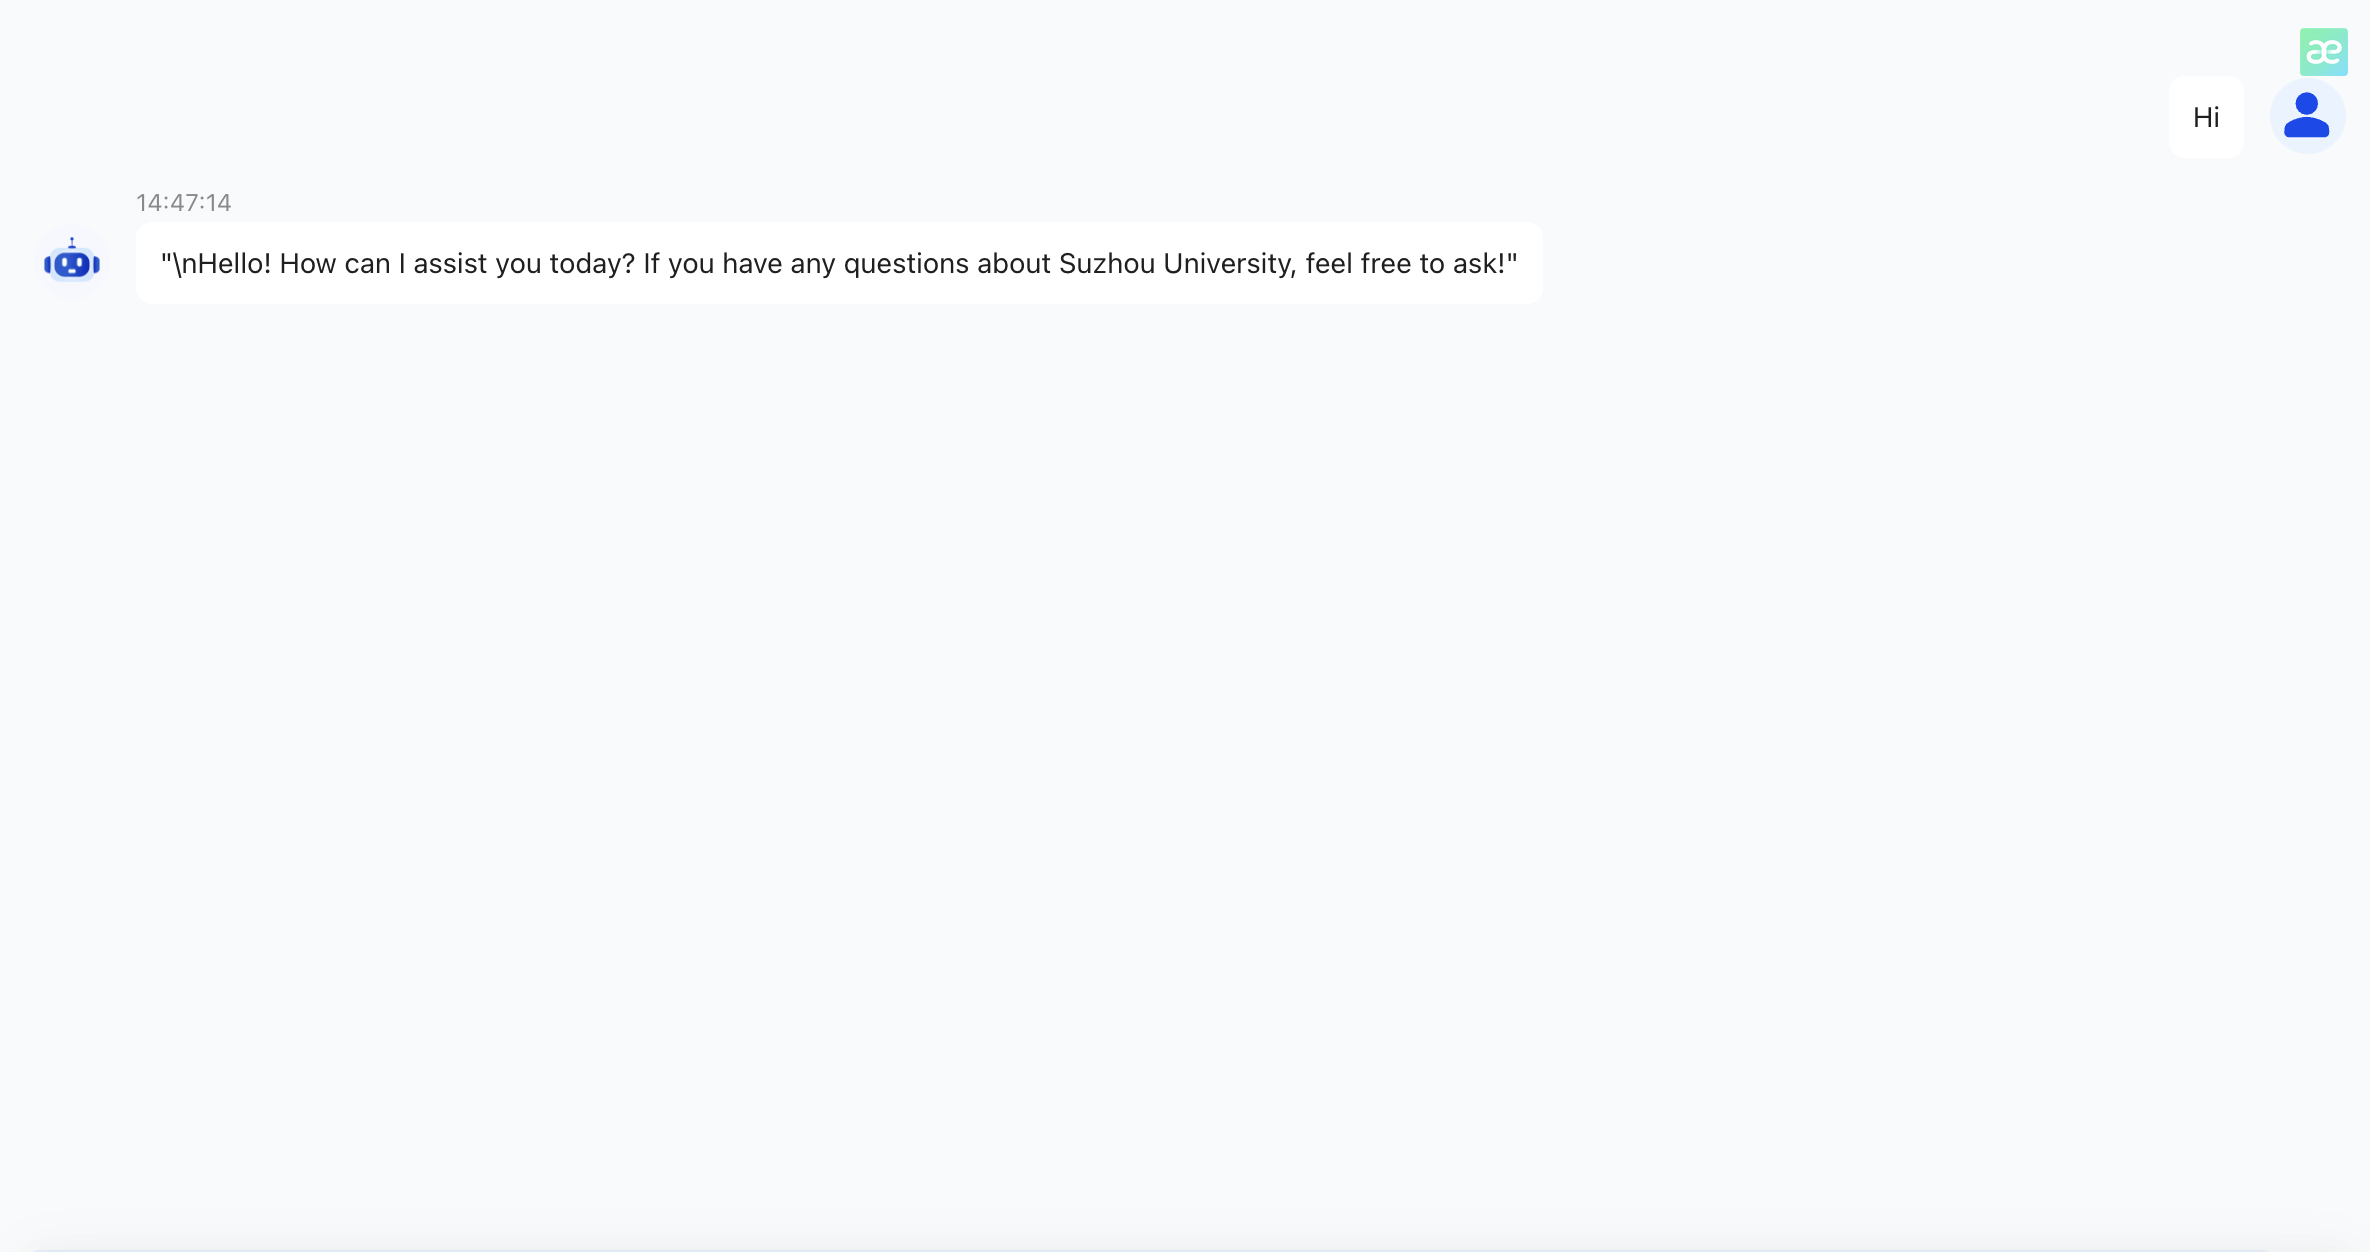 æ
Hi
14:47:14
"\nHello! How can I assist you today? If you have any questions about Suzhou University, feel free to ask!"